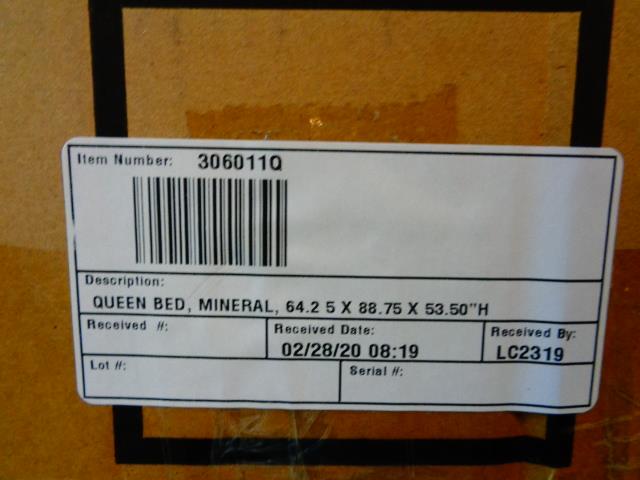 Item Number: 306011Q
Description:
QUEEN BED, MINERAL, 64.2 5 X 88.75 X 53.50"H
Received #: Received Date: Received By:
02/28/20 08:19 LC2319
Lot #: Serial #: